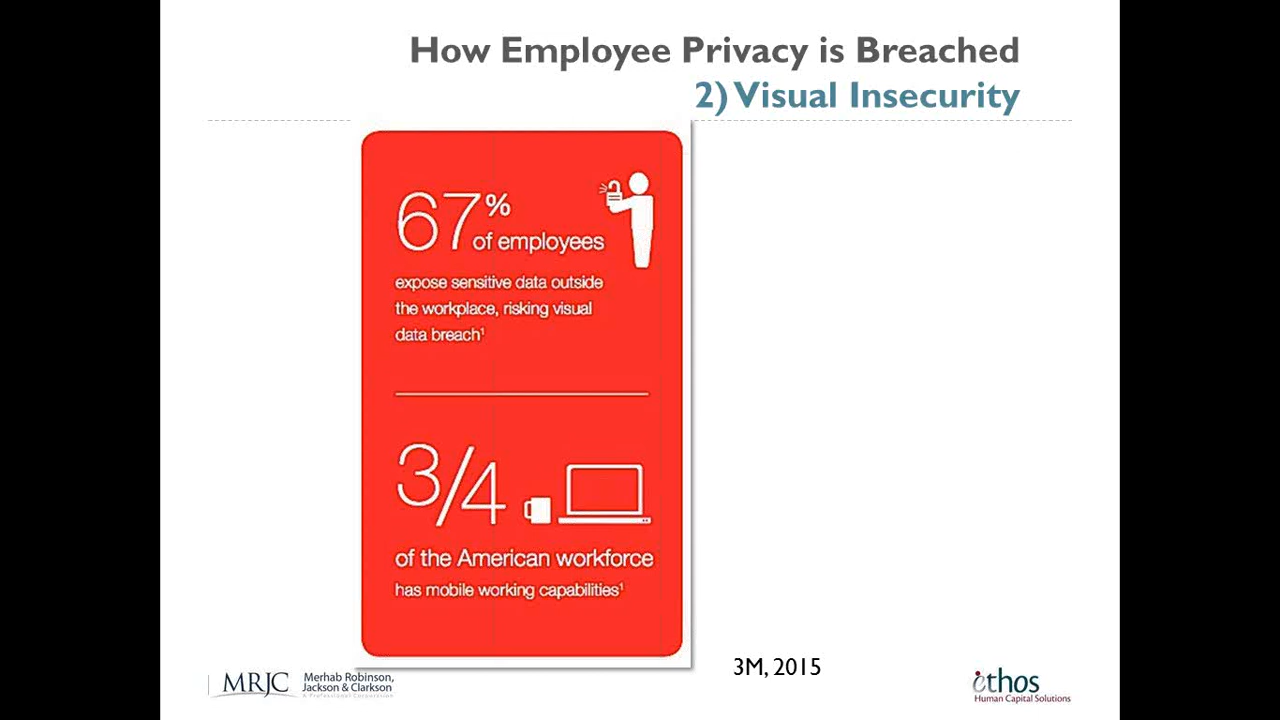 How Employee Privacy is Breached
2) Visual Insecurity
67%
of employees
expose sensitive data outside
the workplace, risking visual
data breach¹
3/4
of the American workforce
has mobile working capabilities¹
3M, 2015
MRJC
Merhab Robinson,
Jackson & Clarkson
A Professional Corporation
ethos
Human Capital Solutions